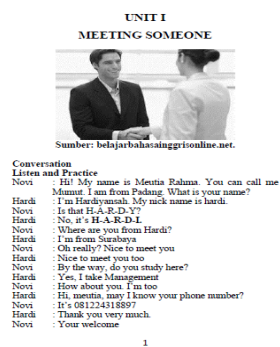 UNIT I
MEETING SOMEONE
Sumber: belajarbahasainggrisonline.net.
Conversation
Listen and Practice
Novi : Hi! My name is Meutia Rahma. You can call me
Mumut. I am from Padang. What is your name?
Hardi : I'm Hardiyansah. My nick name is hardi.
Novi : Is that H-A-R-D-Y?
Hardi : No, it's H-A-R-D-I.
Novi : Where are you from Hardi?
Hardi : I'm from Surabaya
Novi : Oh really? Nice to meet you
Hardi : Nice to meet you too
Novi : By the way, do you study here?
Hardi : Yes, I take Management
Novi : How about you. I'm too
Hardi : Hi, meutia, may I know your phone number?
Novi : It's 081224318897
Hardi : Thank you very much.
Novi : Your welcome
1